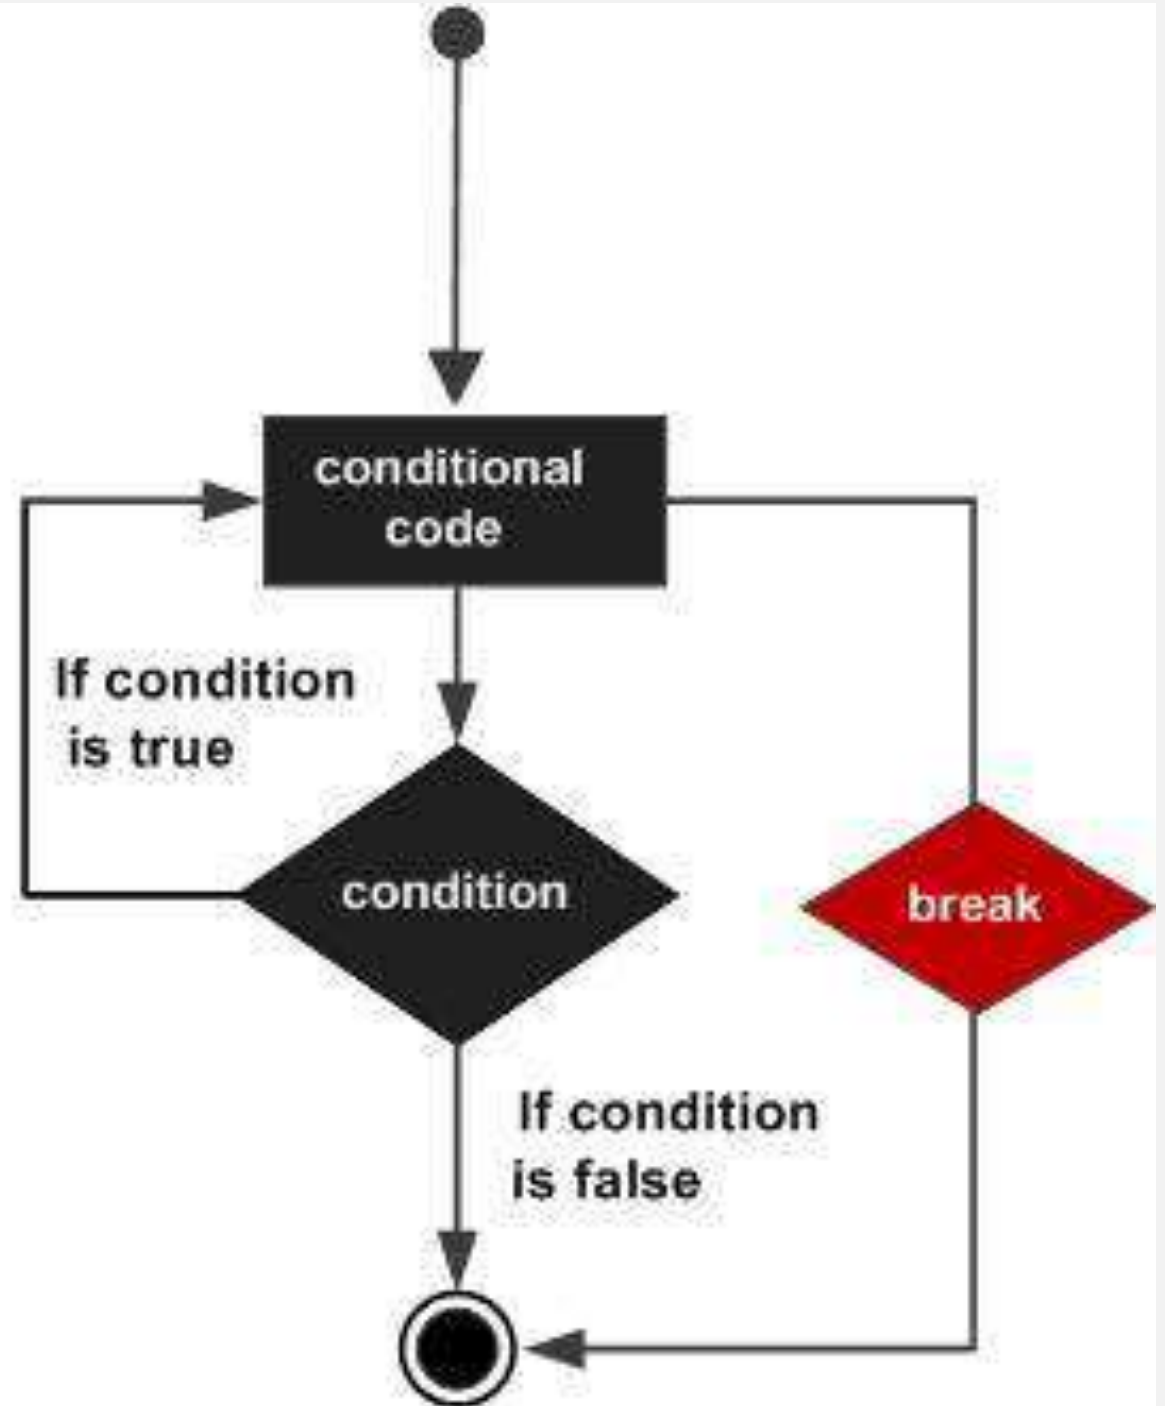 conditional
code
If condition
is true
condition
break
If condition
is false